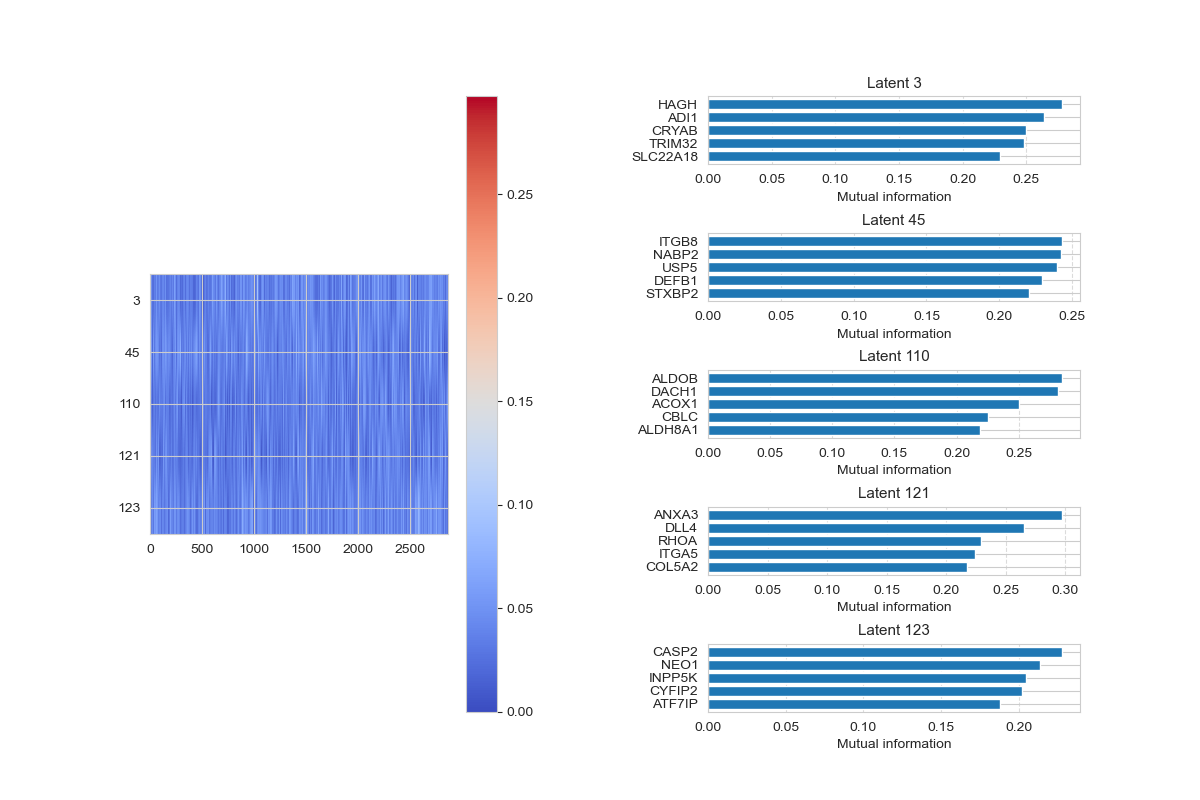 0.25
0.20
0.15
0.10
0.05
0.00
3
45
110
121
123
0 500 1000 1500 2000 2500
Latent 3
HAGH
ADI1
CRYAB
TRIM32
SLC22A18
0.00 0.05 0.10 0.15 0.20 0.25
Mutual information
Latent 45
ITGB8
NABP2
USP5
DEFB1
STXBP2
0.00 0.05 0.10 0.15 0.20 0.25
Mutual information
Latent 110
ALDOB
DACH1
ACOX1
CBLC
ALDH8A1
0.00 0.05 0.10 0.15 0.20 0.25
Mutual information
Latent 121
ANXA3
DLL4
RHOA
ITGA5
COL5A2
0.00 0.05 0.10 0.15 0.20 0.25 0.30
Mutual information
Latent 123
CASP2
NEO1
INPP5K
CYFIP2
ATF7IP
0.00 0.05 0.10 0.15 0.20
Mutual information